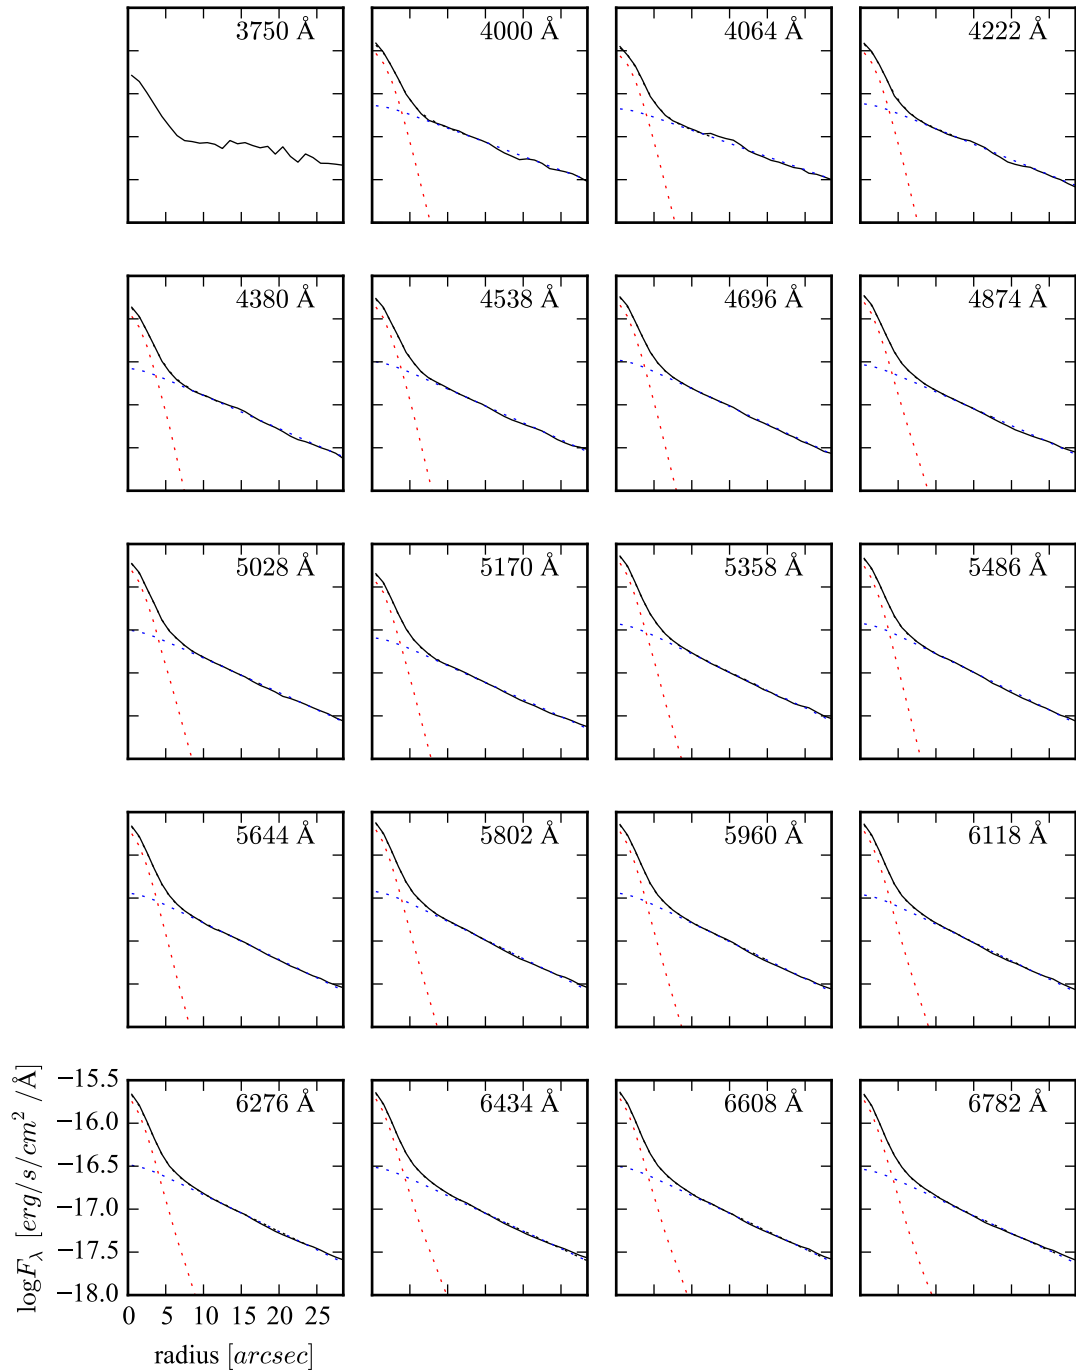 3750 Å
4000 Å
4064 Å
4222 Å
4380 Å
4538 Å
4696 Å
4874 Å
5028 Å
5170 Å
5358 Å
5486 Å
5644 Å
5802 Å
5960 Å
6118 Å
6276 Å
6434 Å
6608 Å
6782 Å
logF_λ [erg/s/cm² /Å]
−15.5
−16.0
−16.5
−17.0
−17.5
−18.0
0 5 10 15 20 25
radius [arcsec]